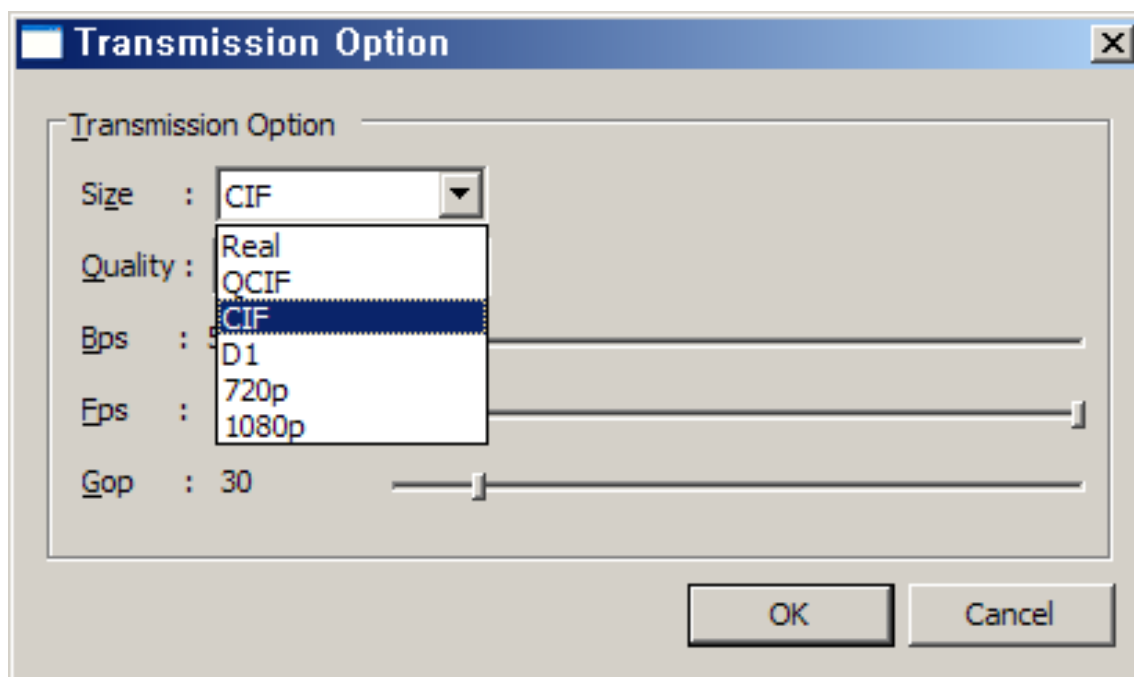 Transmission Option
Transmission Option
Size : CIF
Real
Quality :
QCIF
CIF
Bps :
D1
720p
Fps :
1080p
Gop : 30
OK Cancel